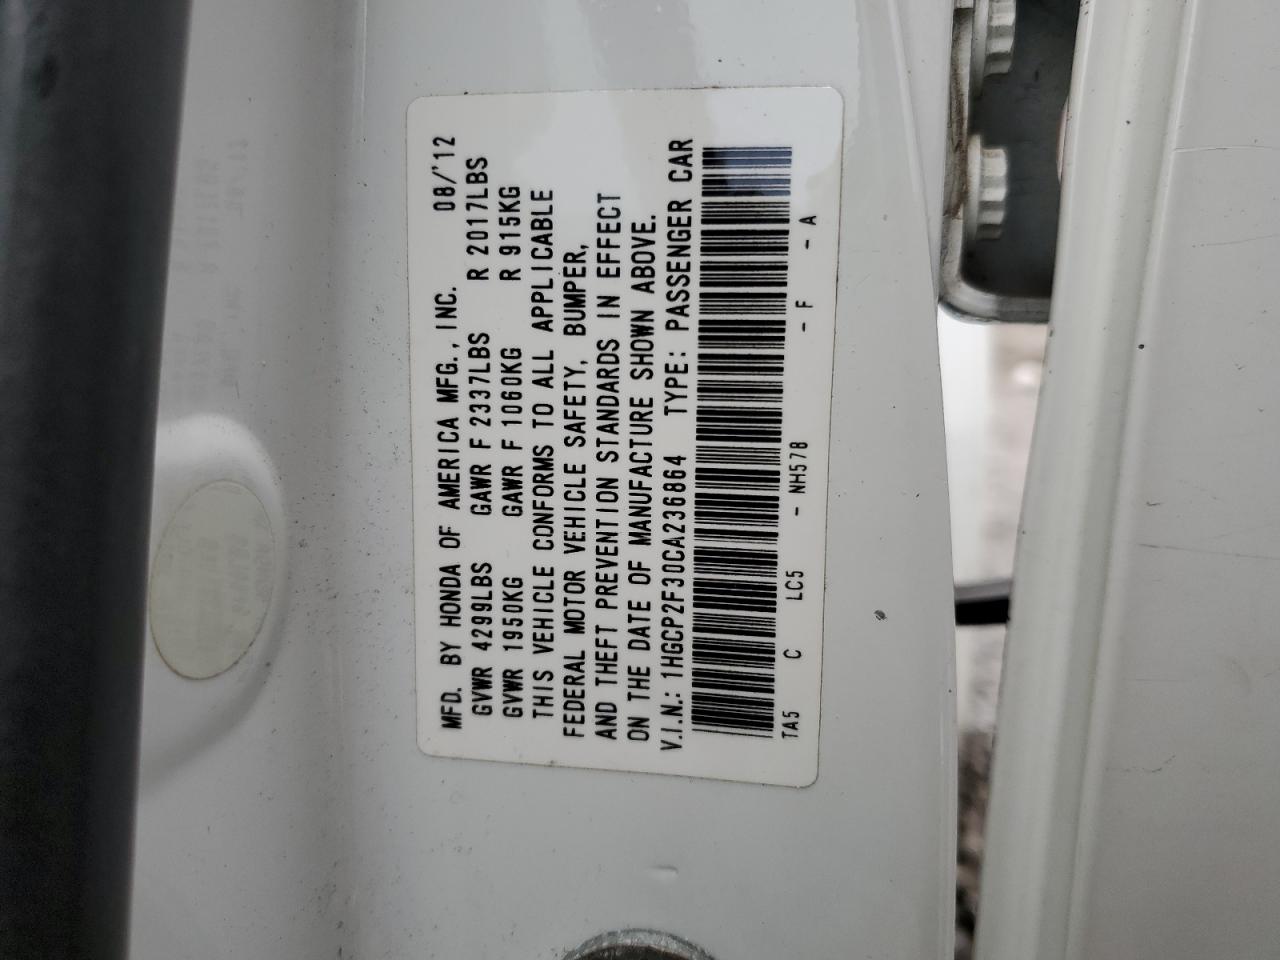 MFD. BY HONDA OF AMERICA MFG., INC. 08/'12
GVWR 4299LBS GAWR F 2337LBS R 2017LBS
GVWR 1950KG GAWR F 1060KG R 915KG
THIS VEHICLE CONFORMS TO ALL APPLICABLE
FEDERAL MOTOR VEHICLE SAFETY, BUMPER,
AND THEFT PREVENTION STANDARDS IN EFFECT
ON THE DATE OF MANUFACTURE SHOWN ABOVE.
V.I.N.: 1HGCP2F30CA236864 TYPE: PASSENGER CAR
TA5 C LC5 - NH578 - F - A